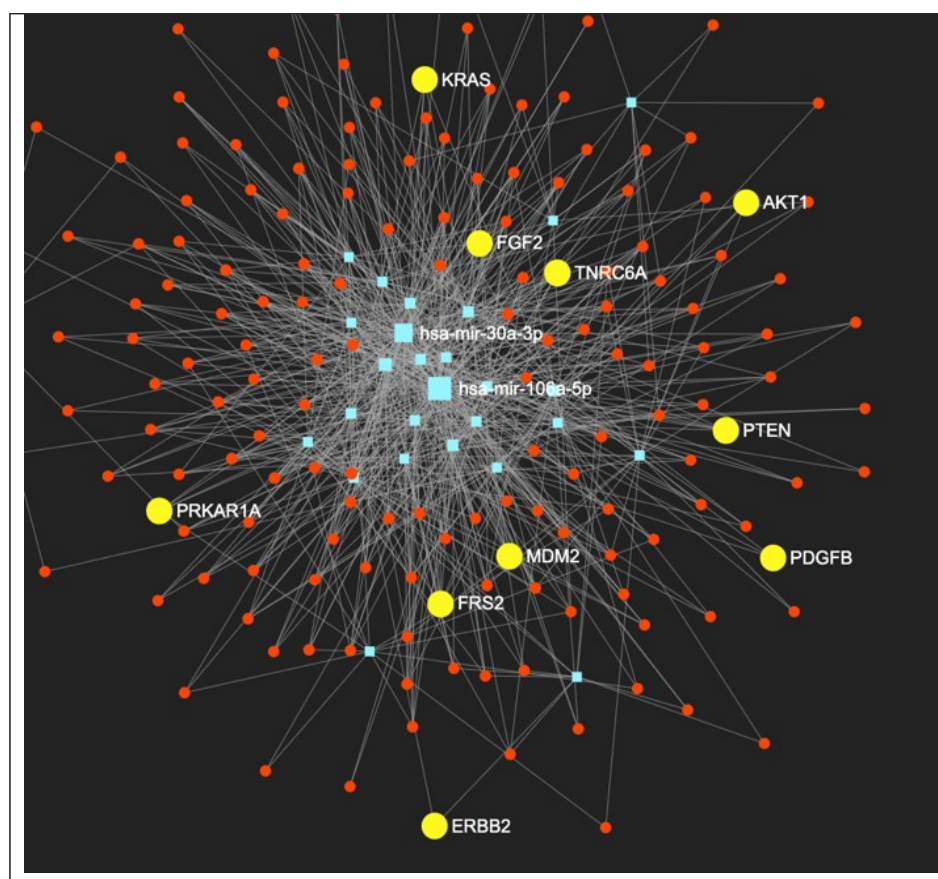 KRAS
AKT1
FGF2
TNRC6A
hsa-mir-30a-3p
hsa-mir-106a-5p
PTEN
PRKAR1A
MDM2
PDGFB
FRS2
ERBB2